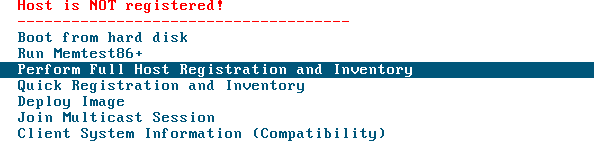 Host is NOT registered!
-----------------------------------
Boot from hard disk
Run Memtest86+
Perform Full Host Registration and Inventory
Quick Registration and Inventory
Deploy Image
Join Multicast Session
Client System Information (Compatibility)